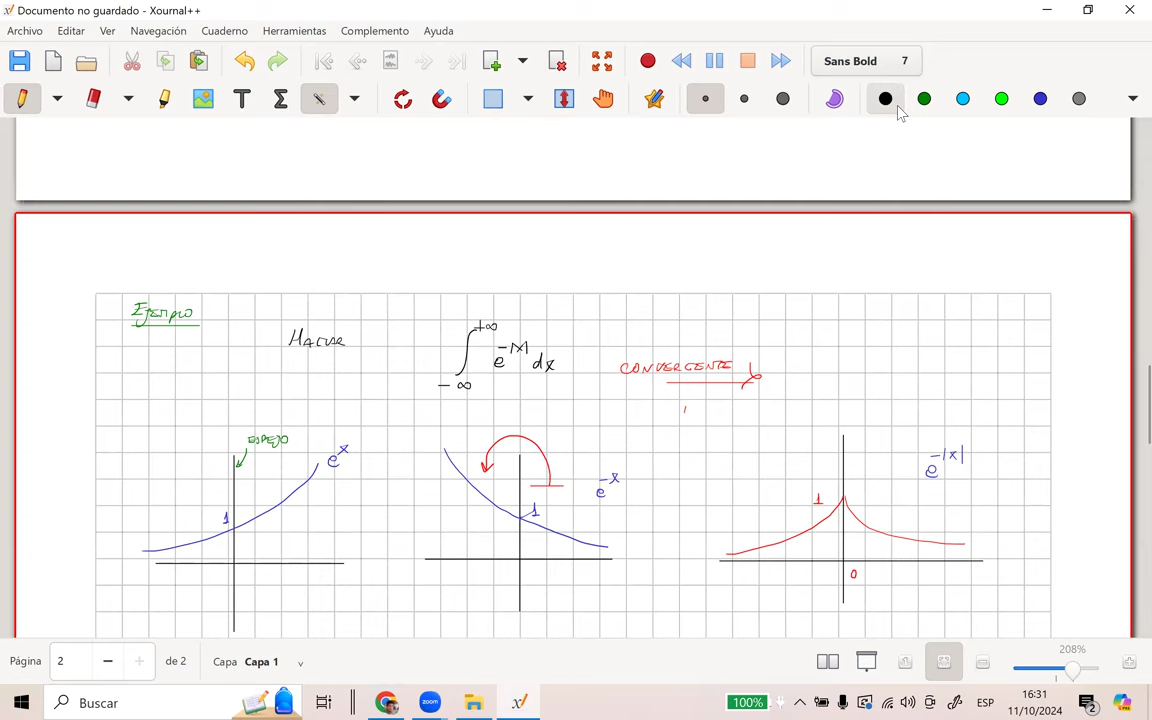 Documento no guardado - Xournal++
Archivo Editar Ver Navegación Cuaderno Herramientas Complemento Ayuda
Sans Bold 7
Ejemplo
HALLAR
∫ +∞ -∞ e^-|x| dx
CONVERGENTE
ESPEJO
e^x
1
e^-x
1
e^-|x|
1
0
Página 2 de 2 Capa Capa 1 208%
Buscar
zoom
100% ESP 16:31
11/10/2024
2